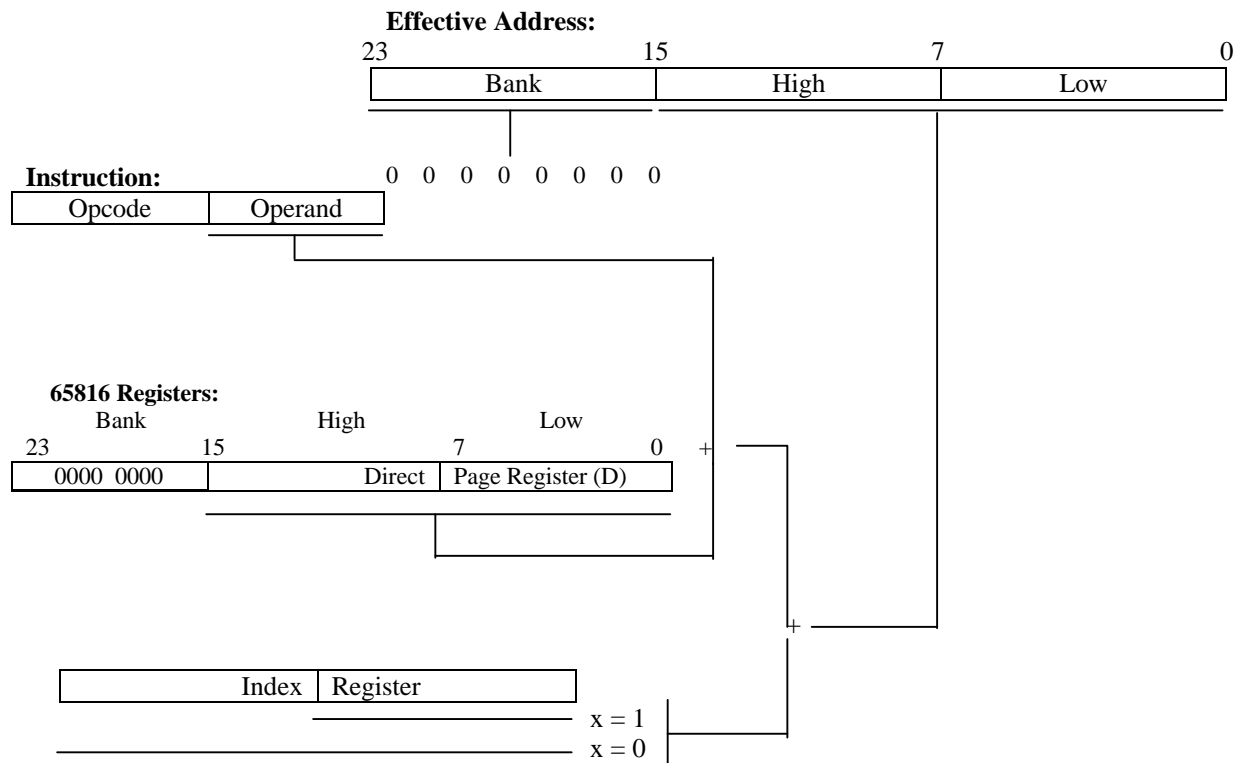 Effective Address:
23 15 7 0
Bank High Low
Instruction: 0 0 0 0 0 0 0 0
Opcode Operand
65816 Registers:
Bank High Low
23 15 7 0 +
0000 0000 Direct Page Register (D)
+
Index Register
x = 1
x = 0